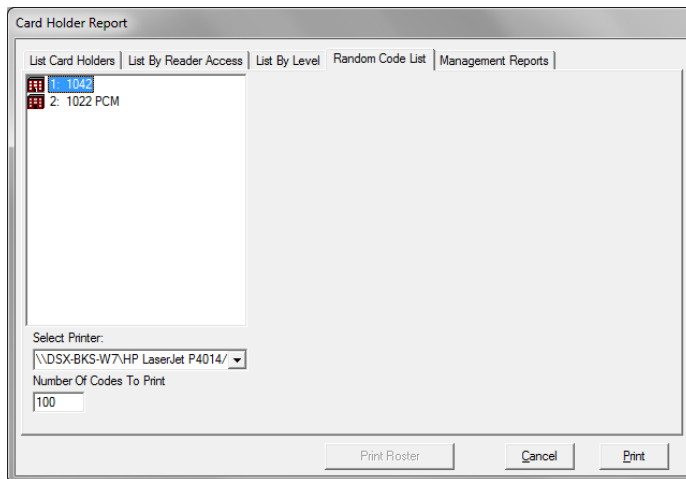 Card Holder Report
List Card Holders List By Reader Access List By Level Random Code List Management Reports
1: 1042
2: 1022 PCM
Select Printer:
\\DSX-BKS-W7\HP LaserJet P4014/
Number Of Codes To Print
100
Print Roster Cancel Print